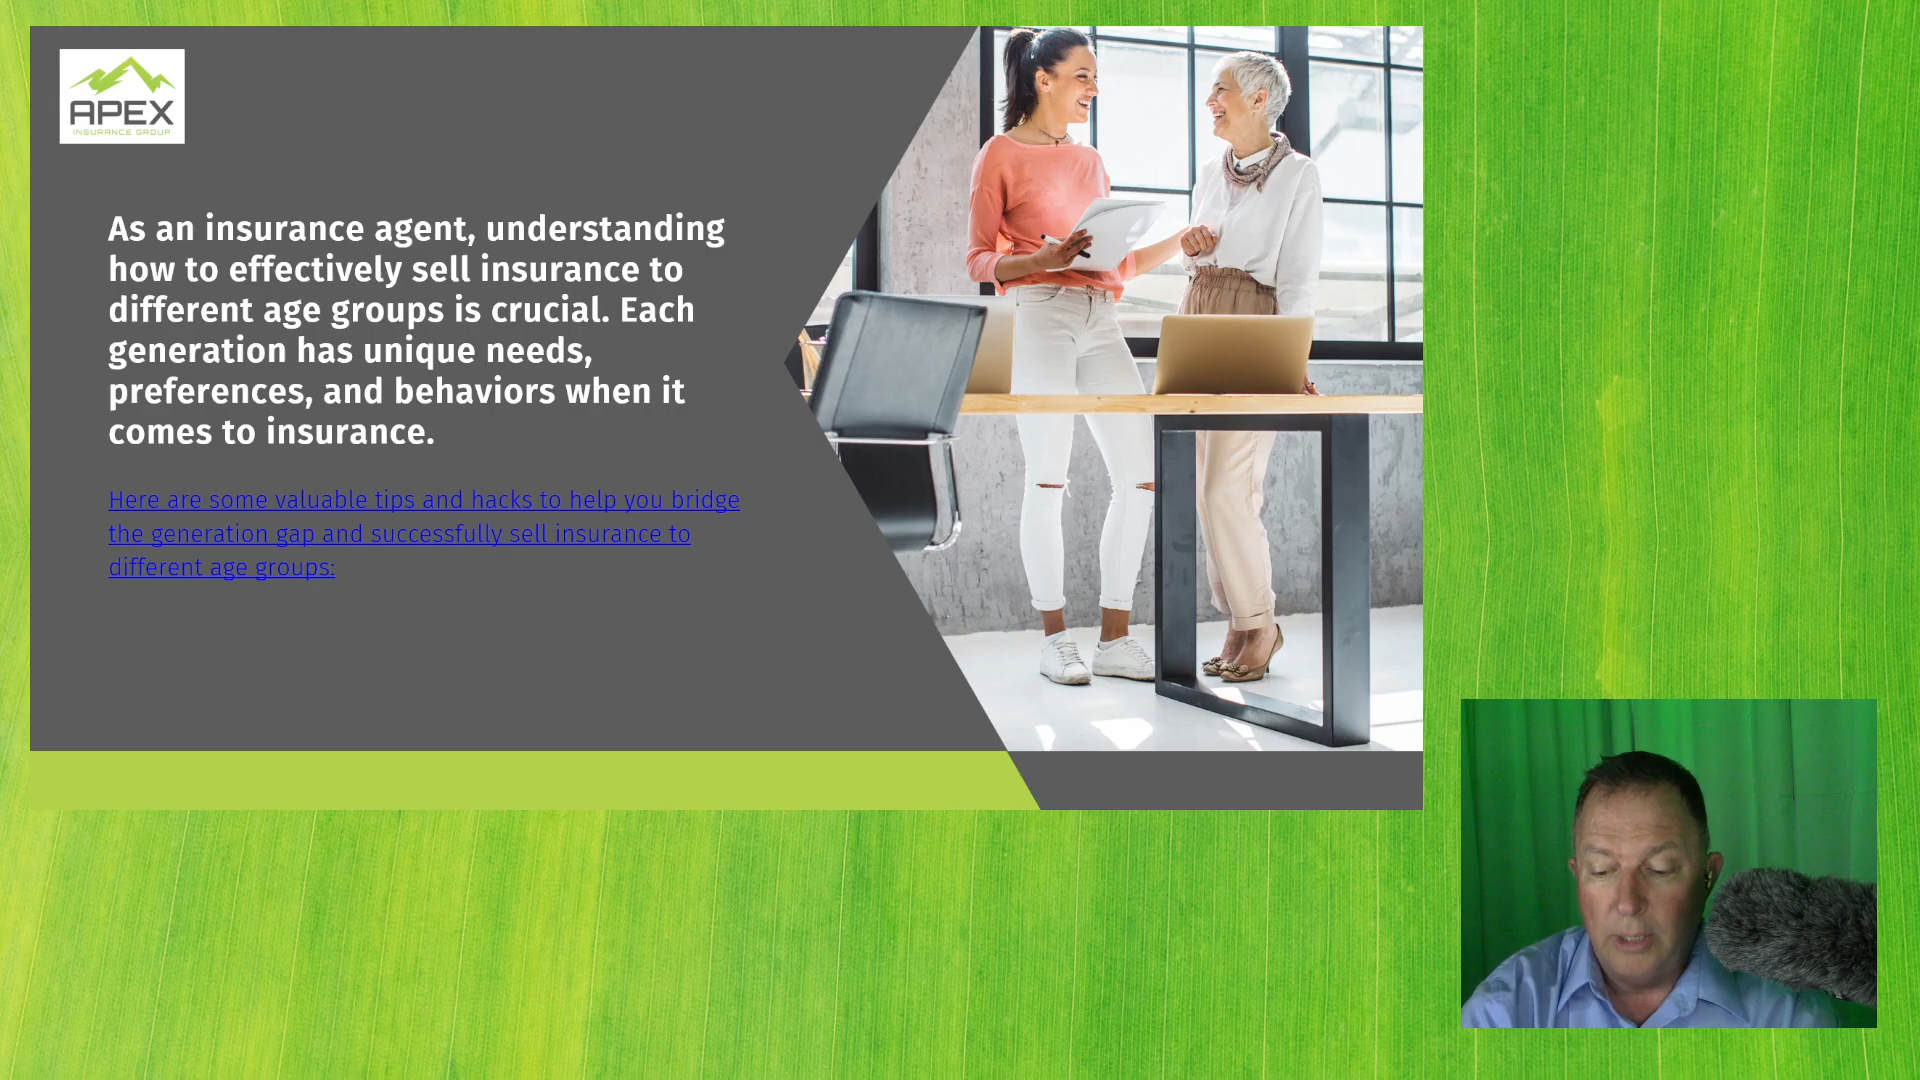 APEX
INSURANCE GROUP
As an insurance agent, understanding
how to effectively sell insurance to
different age groups is crucial. Each
generation has unique needs,
preferences, and behaviors when it
comes to insurance.
Here are some valuable tips and hacks to help you bridge
the generation gap and successfully sell insurance to
different age groups: